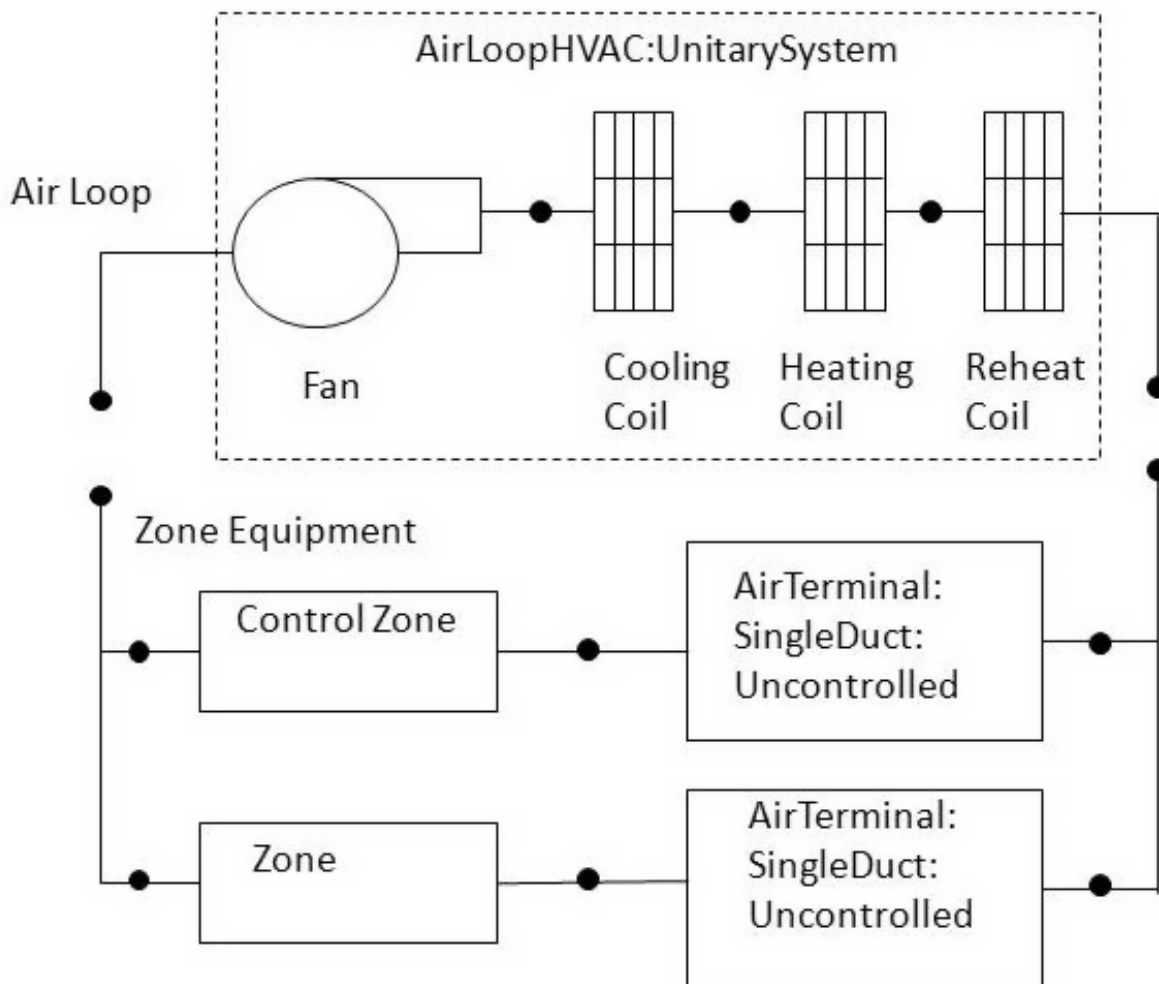 AirLoopHVAC:UnitarySystem
Air Loop
Fan
Cooling
Coil
Heating
Coil
Reheat
Coil
Zone Equipment
Control Zone
AirTerminal:
SingleDuct:
Uncontrolled
Zone
AirTerminal:
SingleDuct:
Uncontrolled